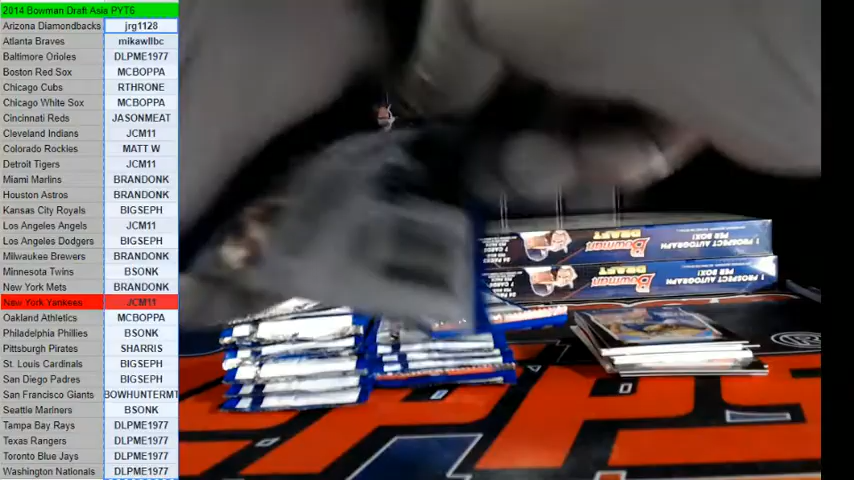 2014 Bowman Draft Asia PYT6
Arizona Diamondbacks jrg1128
Atlanta Braves mikawllbc
Baltimore Orioles DLPME1977
Boston Red Sox MCBOPPA
Chicago Cubs RTHRONE
Chicago White Sox MCBOPPA
Cincinnati Reds JASONMEAT
Cleveland Indians JCM11
Colorado Rockies MATT W
Detroit Tigers JCM11
Miami Marlins BRANDONK
Houston Astros BRANDONK
Kansas City Royals BIGSEPH
Los Angeles Angels JCM11
Los Angeles Dodgers BIGSEPH
Milwaukee Brewers BRANDONK
Minnesota Twins BSONK
New York Mets BRANDONK
New York Yankees JCM11
Oakland Athletics MCBOPPA
Philadelphia Phillies BSONK
Pittsburgh Pirates SHARRIS
St. Louis Cardinals BIGSEPH
San Diego Padres BIGSEPH
San Francisco Giants BOWHUNTERMT
Seattle Mariners BSONK
Tampa Bay Rays DLPME1977
Texas Rangers DLPME1977
Toronto Blue Jays DLPME1977
Washington Nationals DLPME1977
1 PROSPECT AUTOGRAPH PER BOX!
Bowman DRAFT
1 PROSPECT AUTOGRAPH PER BOX!
Bowman DRAFT